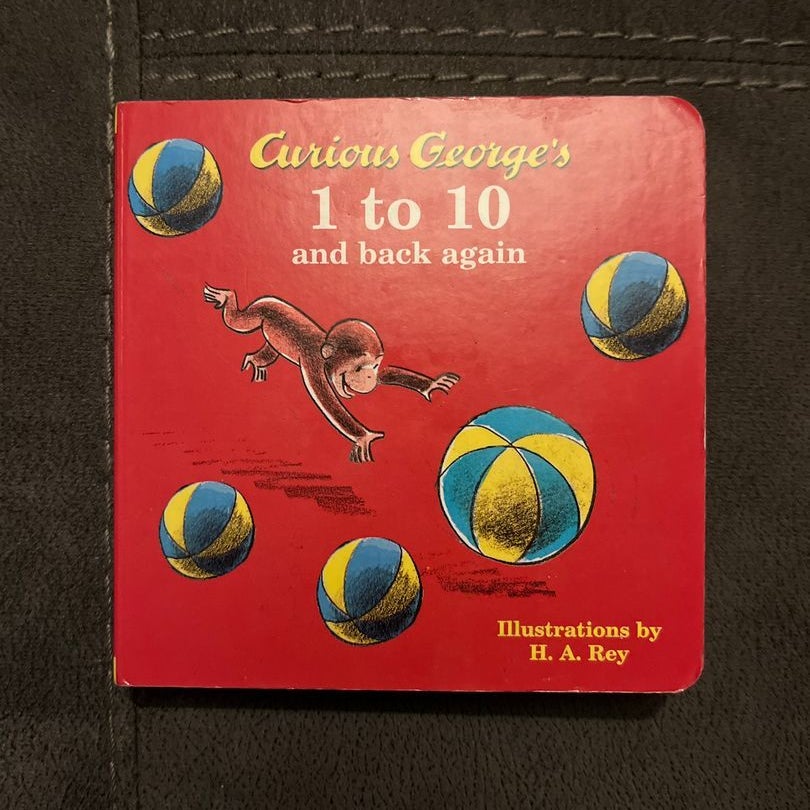 Curious George's
1 to 10
and back again
Illustrations by
H. A. Rey